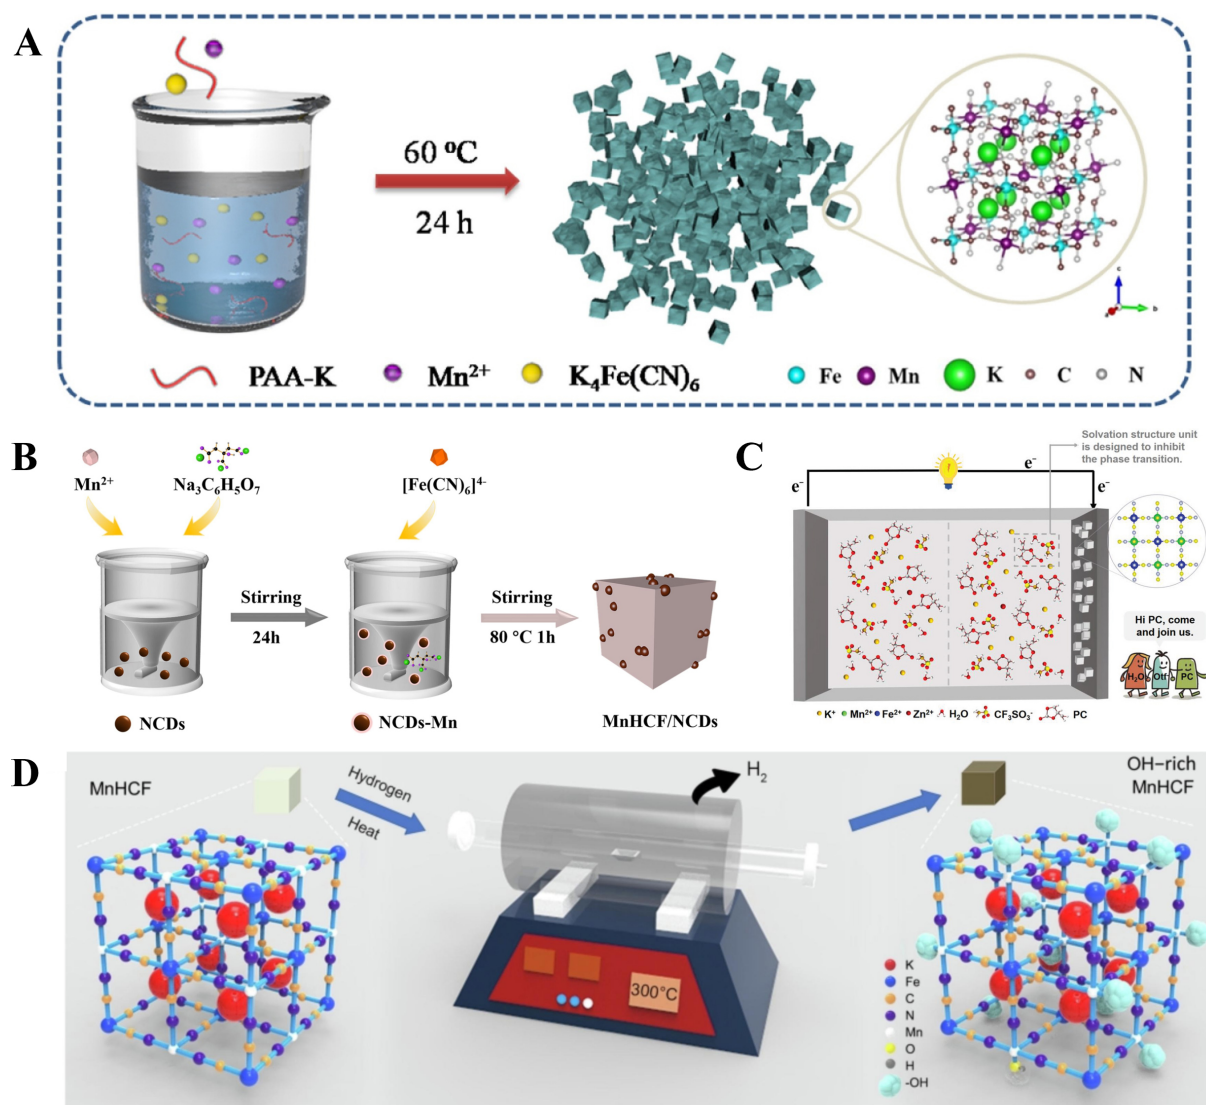 A
60 ºC
24 h
c
a
b
PAA-K
Mn²⁺
K₄Fe(CN)₆
Fe
Mn
K
C
N
B
Mn²⁺
Na₃C₆H₅O₇
[Fe(CN)₆]⁴⁻
Stirring
24h
Stirring
80 °C 1h
NCDs
NCDs-Mn
MnHCF/NCDs
C
Solvation structure unit
is designed to inhibit
the phase transition.
e⁻
e⁻
e⁻
Hi PC, come
and join us.
H₂O
Otf
PC
K⁺
Mn²⁺
Fe²⁺
Zn²⁺
H₂O
CF₃SO₃⁻
PC
D
MnHCF
Hydrogen
Heat
H₂
300°C
OH–rich
MnHCF
K
Fe
C
N
Mn
O
H
-OH